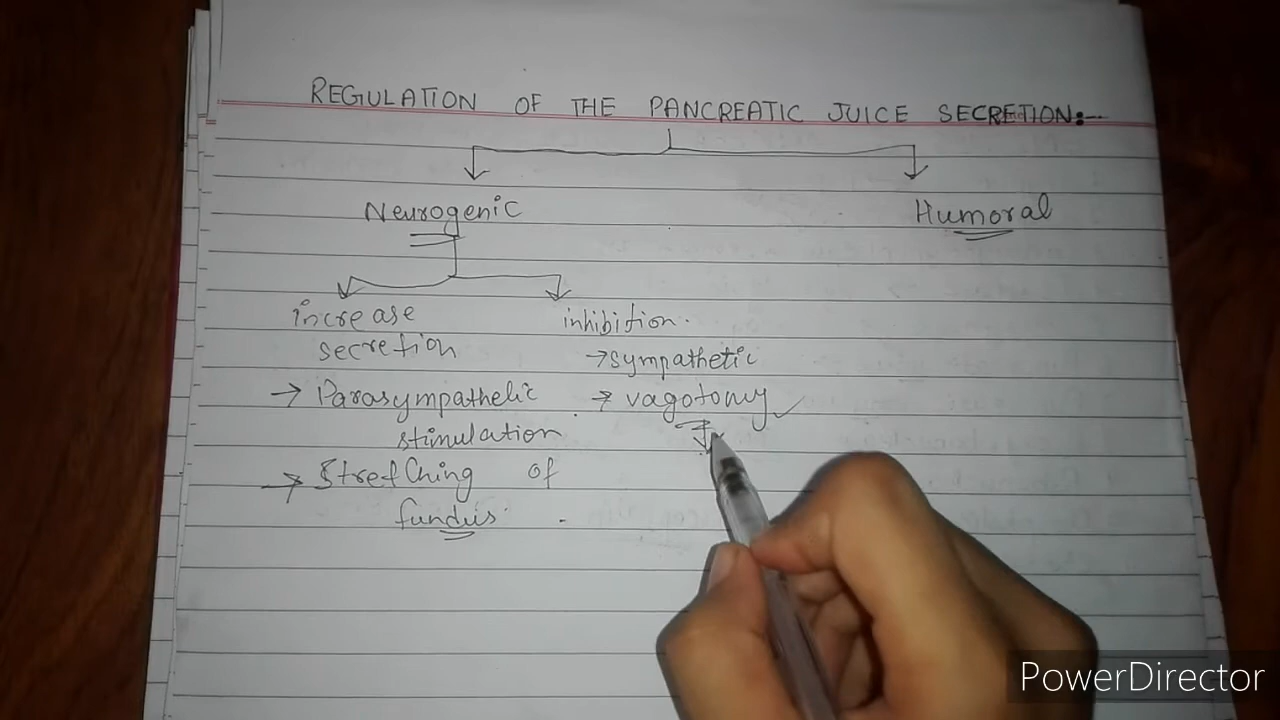 REGULATION OF THE PANCREATIC JUICE SECRETION:--
Neurogenic
Humoral
increase
secretion
→ Parasympathetic
stimulation
→ Stretching of
fundus.
inhibition.
→ sympathetic
→ vagotomy ✓
PowerDirector